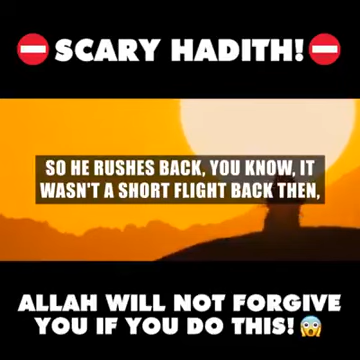 ⛔SCARY HADITH!⛔
SO HE RUSHES BACK, YOU KNOW, IT
WASN'T A SHORT FLIGHT BACK THEN,
ALLAH WILL NOT FORGIVE
YOU IF YOU DO THIS!😱